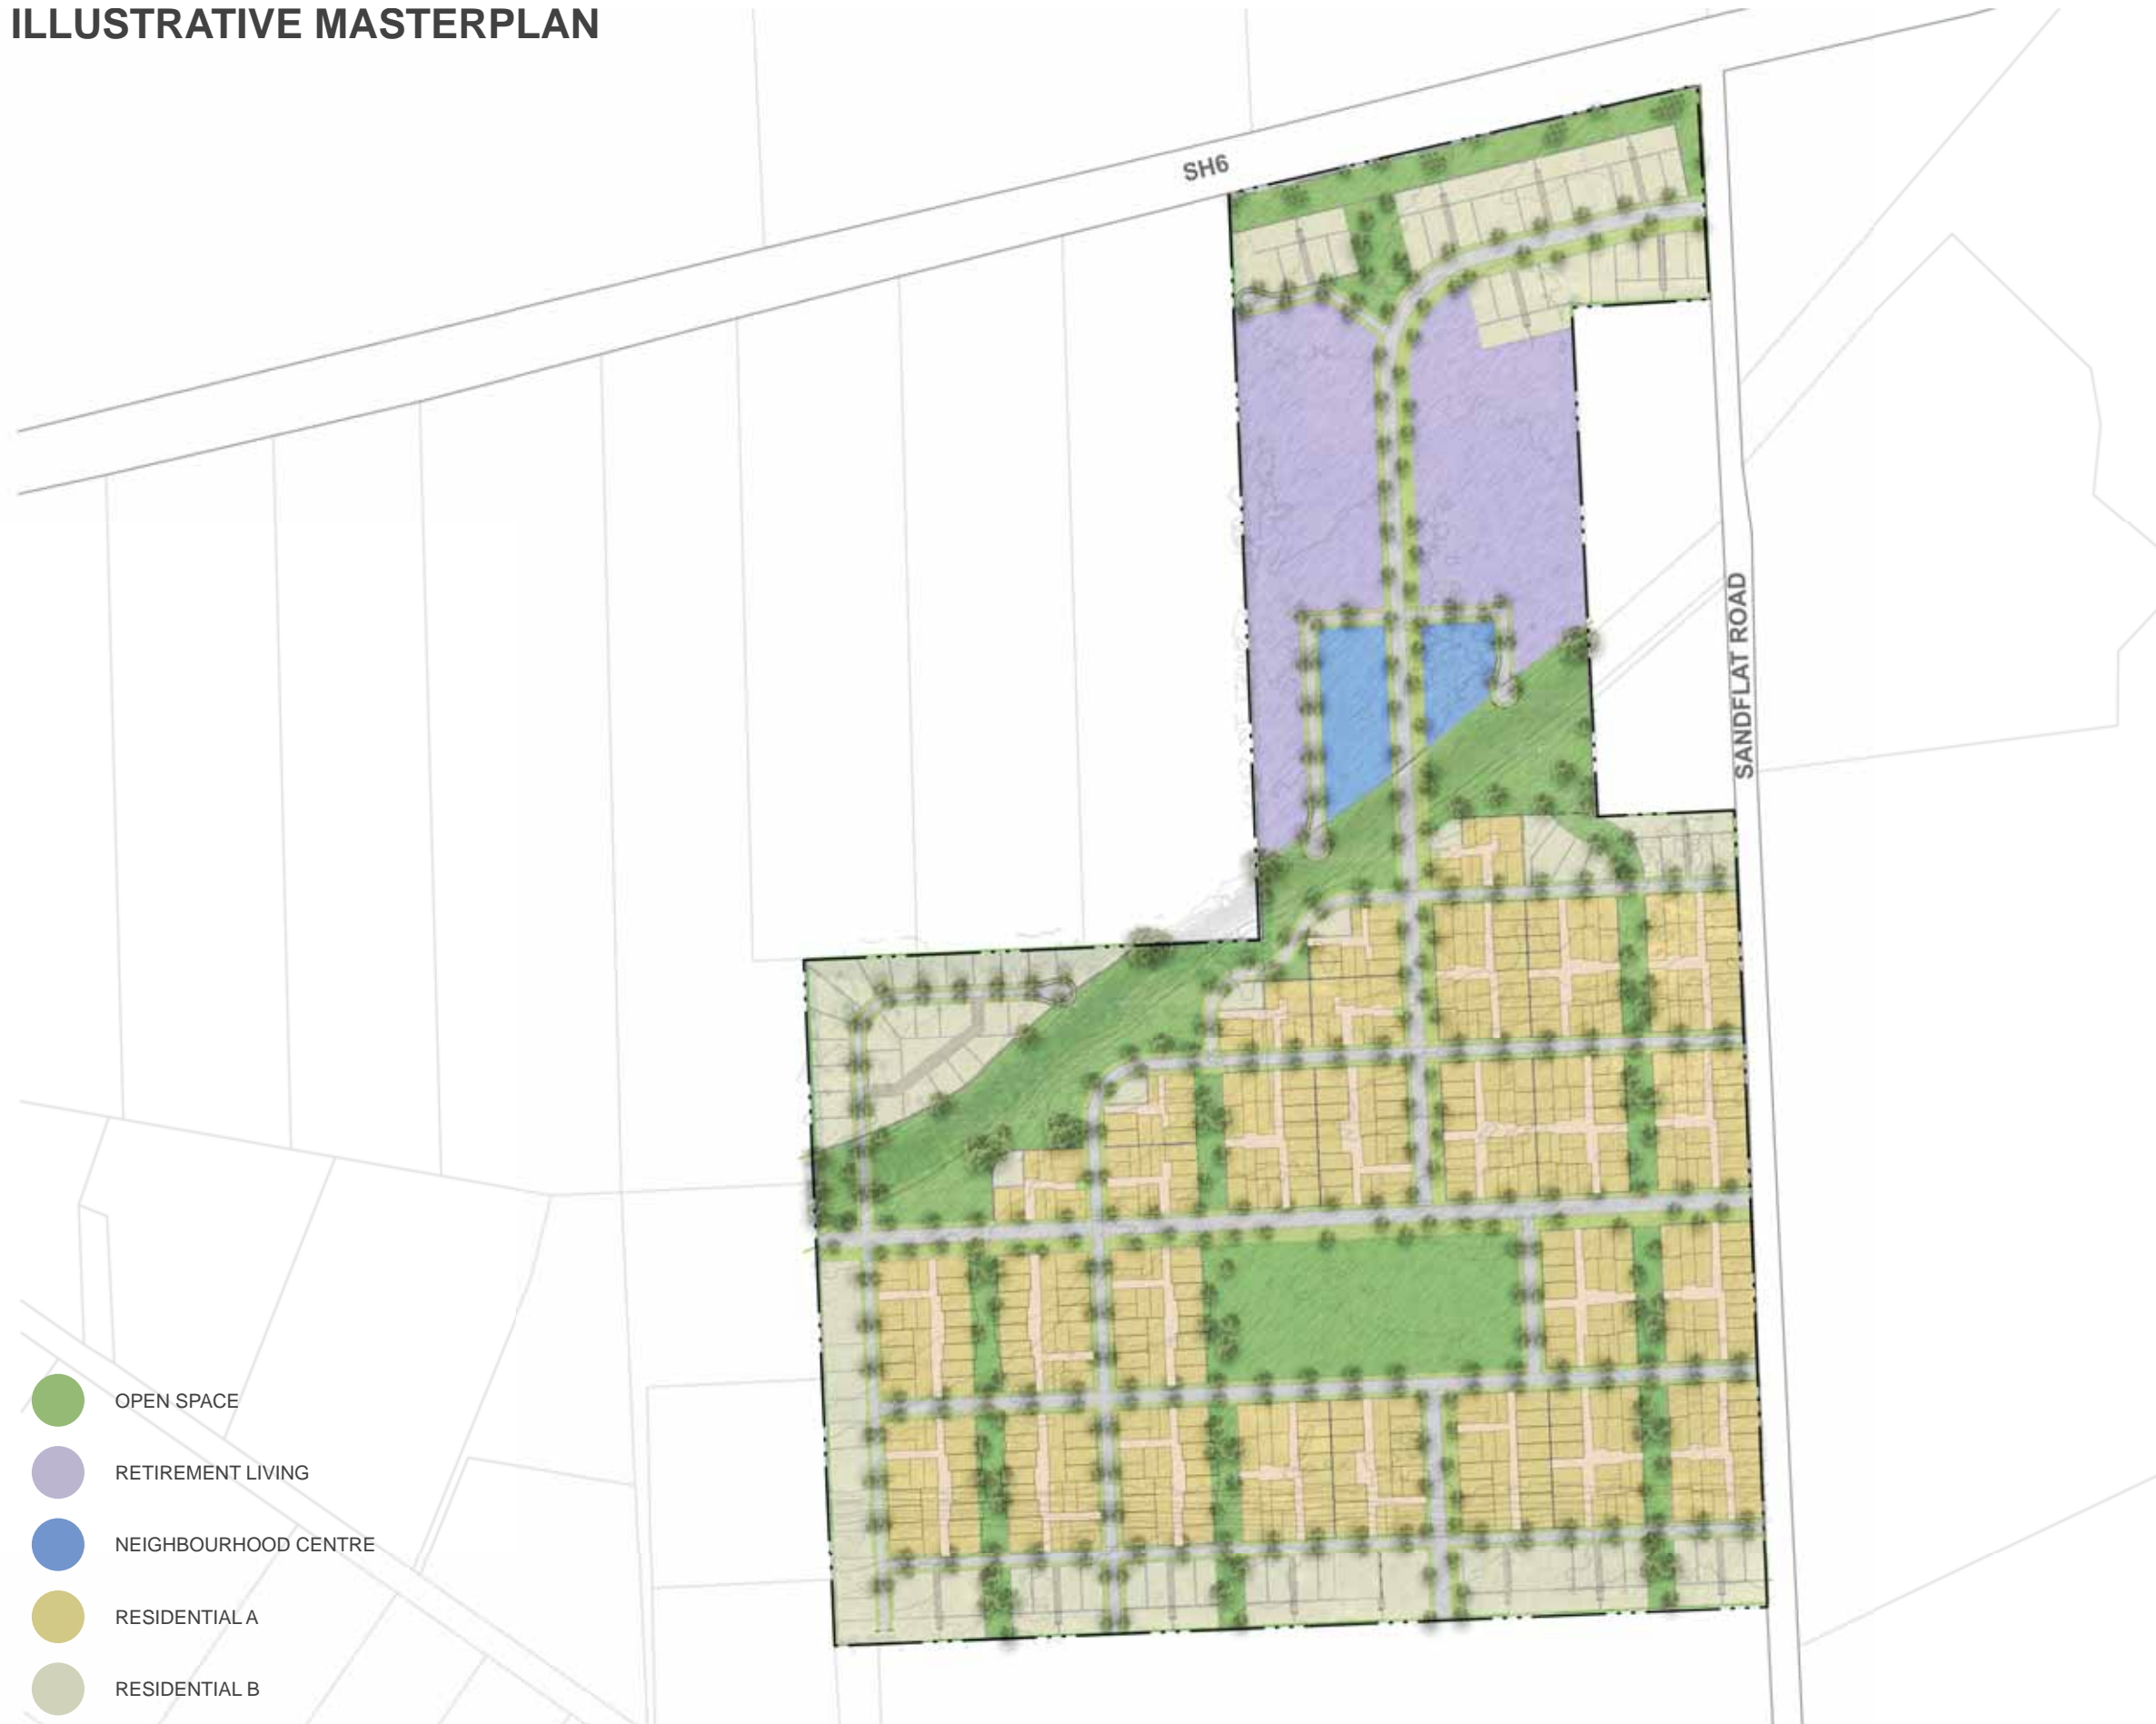 ILLUSTRATIVE MASTERPLAN
SH6
SANDFLAT ROAD
OPEN SPACE
RETIREMENT LIVING
NEIGHBOURHOOD CENTRE
RESIDENTIAL A
RESIDENTIAL B